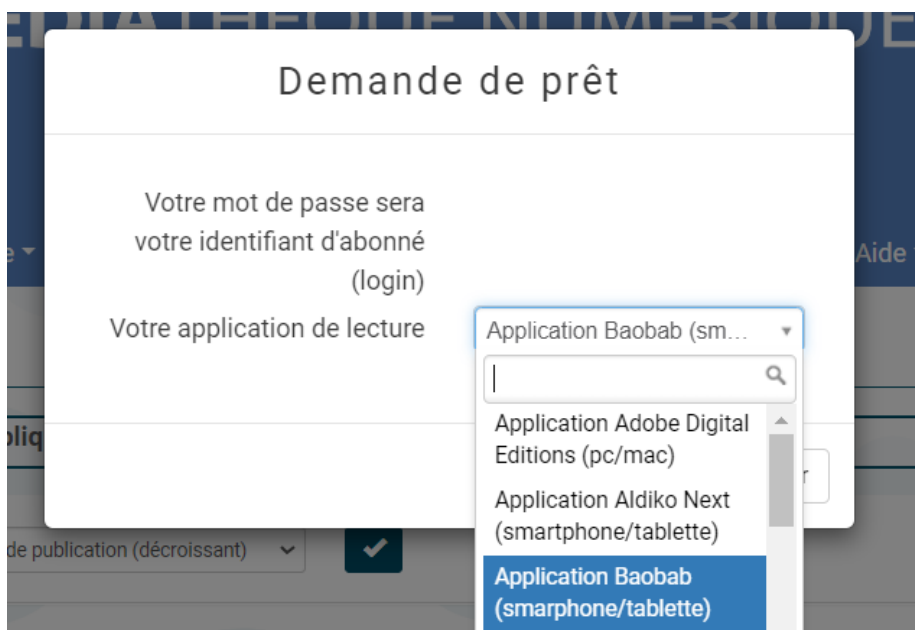 MÉDIATHÈQUE NUMÉRIQUE
Demande de prêt
Votre mot de passe sera
votre identifiant d'abonné
(login)
Aide
Votre application de lecture
Application Baobab (sm...
Application Adobe Digital
Editions (pc/mac)
Application Aldiko Next
(smartphone/tablette)
de publication (décroissant)
Application Baobab
(smarphone/tablette)